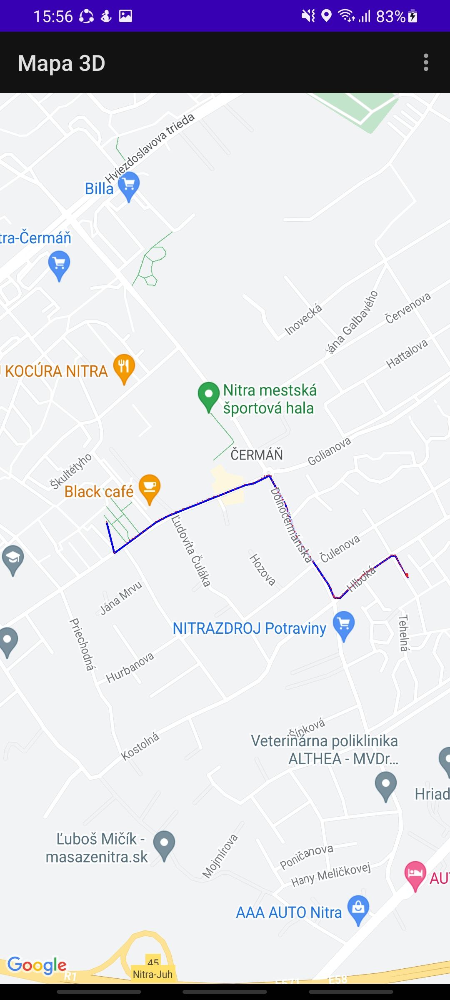 15:56
83%
Mapa 3D
Hviezdoslavova trieda
Billa
tra-Čermáň
Inovecká
Jána Galbavého
Červenova
Hattalova
KOCÚRA NITRA
Nitra mestská
športová hala
Golianova
ČERMÁŇ
Škultétyho
Black café
Dolnočermánska
Ľudovíta Čuláka
Čulenova
Hozova
Hlboká
Jána Mrvu
NITRAZDROJ Potraviny
Tehelná
Priechodná
Hurbanova
Šínková
Kostolná
Veterinárna poliklinika
ALTHEA - MVDr...
Hriad
Ľuboš Mičík -
masazenitra.sk
Mojmírova
Poničanova
Hany Meličkovej
AU
AAA AUTO Nitra
45
Nitra-Juh
Google
R1
E571
E58